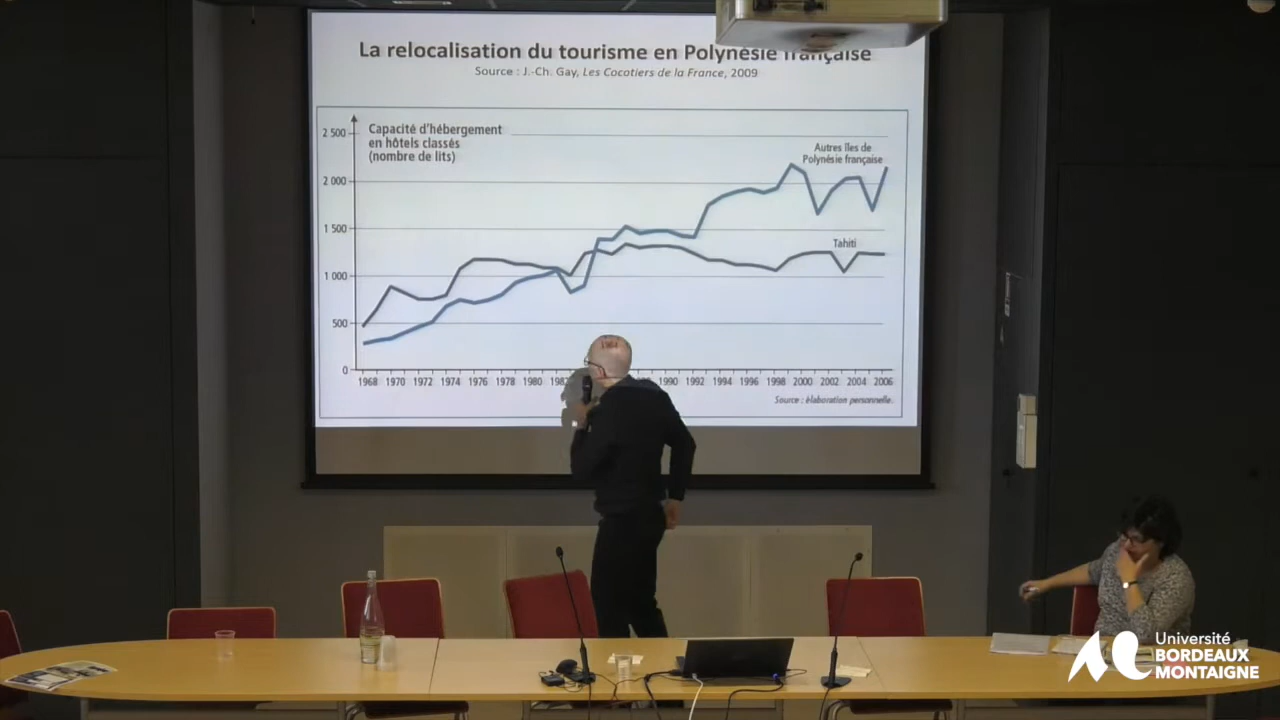 La relocalisation du tourisme en Polynésie française
Source : J.-Ch. Gay, Les Cocotiers de la France, 2009
Capacité d'hébergement
en hôtels classés
(nombre de lits)
2 500
2 000
1 500
1 000
500
0
Autres îles de
Polynésie française
Tahiti
1968 1970 1972 1974 1976 1978 1980 1982 1984 1990 1992 1994 1996 1998 2000 2002 2004 2006
Source : élaboration personnelle.
Université
BORDEAUX
MONTAIGNE